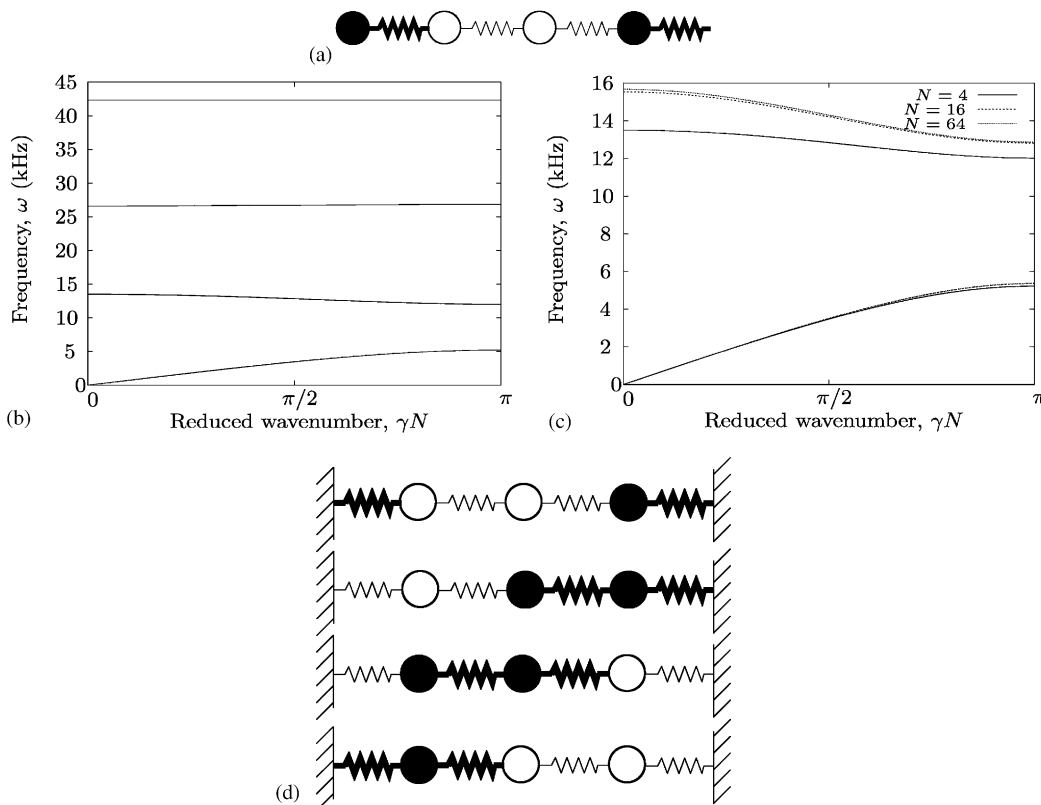 (a)
45
40
35
30
25
20
15
10
5
0
Frequency, ω (kHz)
0
π/2
π
Reduced wavenumber, γN
(b)
16
14
12
10
8
6
4
2
0
Frequency, ω (kHz)
N = 4
N = 16
N = 64
0
π/2
π
Reduced wavenumber, γN
(c)
(d)